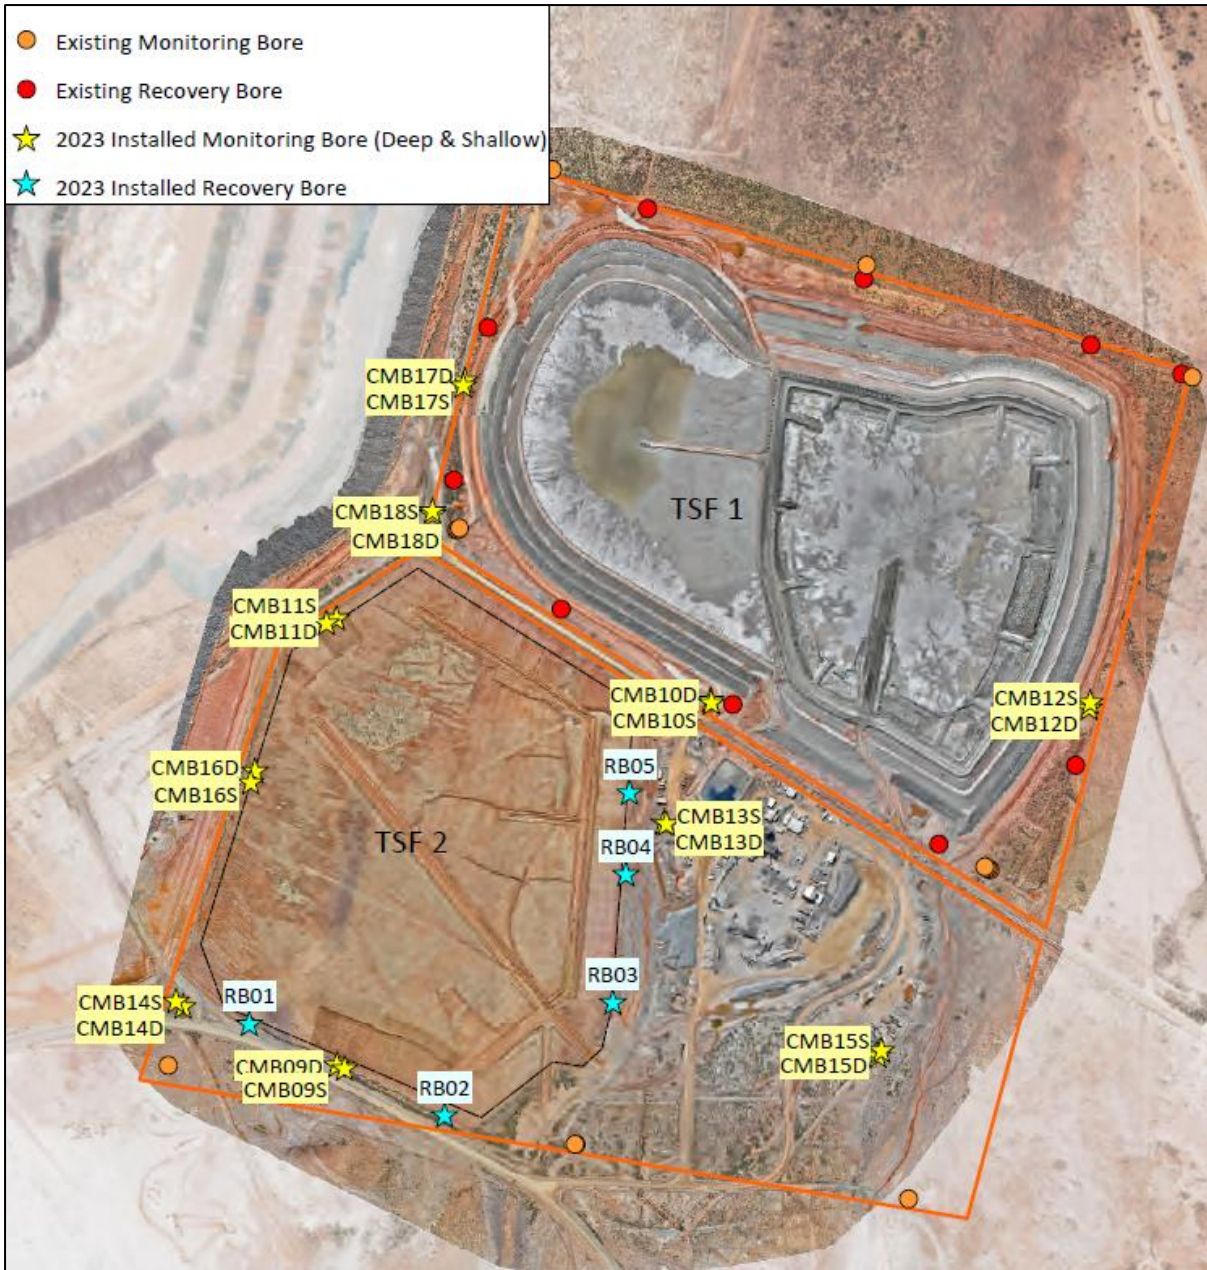 Existing Monitoring Bore
Existing Recovery Bore
2023 Installed Monitoring Bore (Deep & Shallow)
2023 Installed Recovery Bore
CMB17D
CMB17S
TSF 1
CMB18S
CMB18D
CMB11S
CMB11D
CMB10D
CMB10S
CMB12S
CMB12D
CMB16D
CMB16S
RB05
TSF 2
CMB13S
CMB13D
RB04
RB03
CMB14S
CMB14D
RB01
CMB15S
CMB15D
CMB09D
CMB09S
RB02